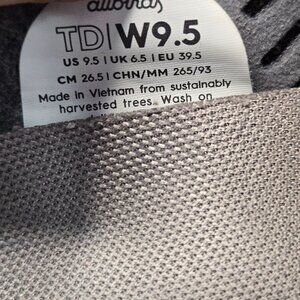 allbirds
TD|W9.5
US 9.5 | UK 6.5 | EU 39.5
CM 26.5 | CHN/MM 265/93
Made in Vietnam from sustainably
harvested trees. Wash on